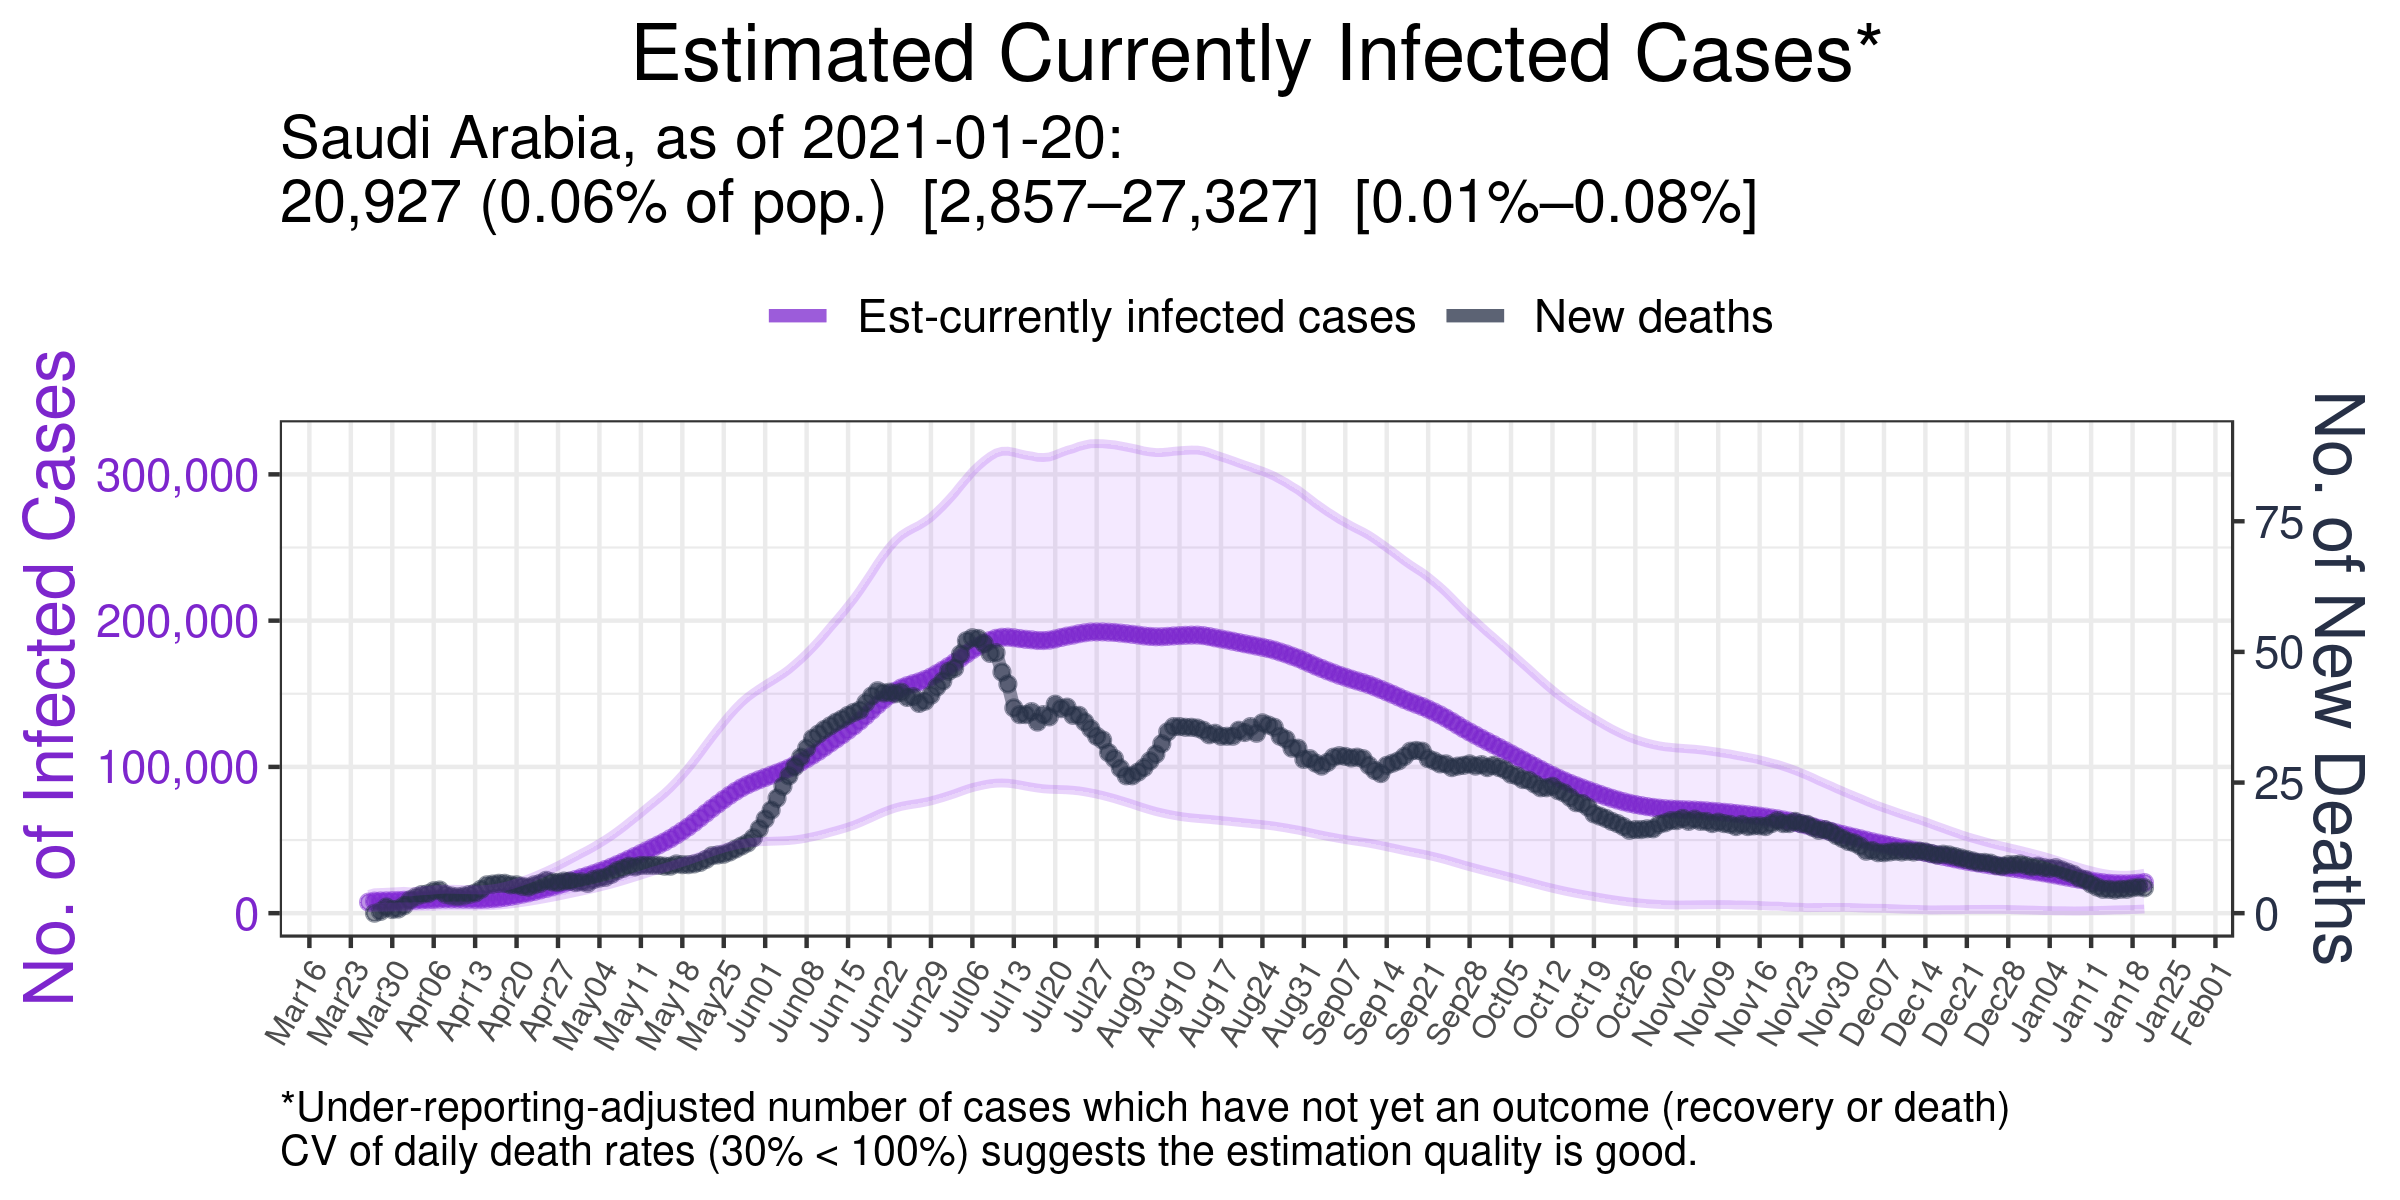 Estimated Currently Infected Cases*
Saudi Arabia, as of 2021-01-20:
20,927 (0.06% of pop.)  [2,857–27,327]  [0.01%–0.08%]
Est-currently infected cases
New deaths
No. of Infected Cases
300,000
200,000
100,000
0
75
50
25
0
No. of New Deaths
Mar16
Mar23
Mar30
Apr06
Apr13
Apr20
Apr27
May04
May11
May18
May25
Jun01
Jun08
Jun15
Jun22
Jun29
Jul06
Jul13
Jul20
Jul27
Aug03
Aug10
Aug17
Aug24
Aug31
Sep07
Sep14
Sep21
Sep28
Oct05
Oct12
Oct19
Oct26
Nov02
Nov09
Nov16
Nov23
Nov30
Dec07
Dec14
Dec21
Dec28
Jan04
Jan11
Jan18
Jan25
Feb01
*Under-reporting-adjusted number of cases which have not yet an outcome (recovery or death)
CV of daily death rates (30% < 100%) suggests the estimation quality is good.